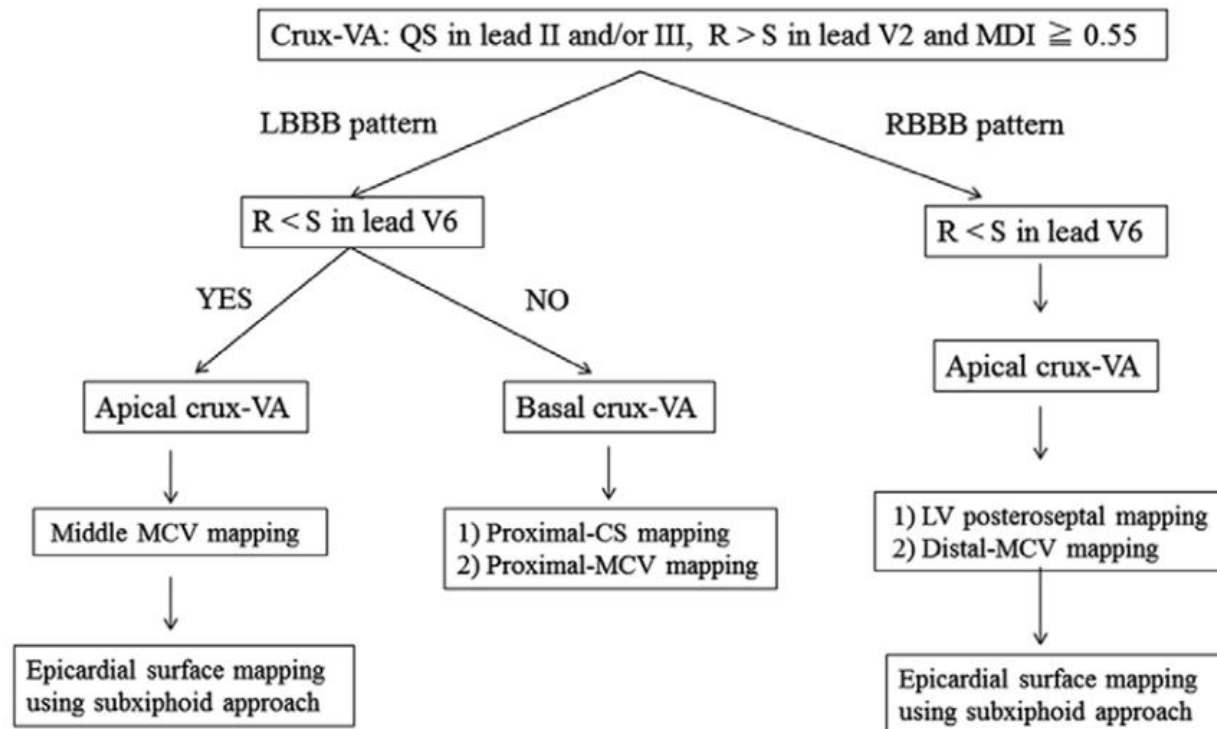 Crux-VA: QS in lead II and/or III, R > S in lead V2 and MDI ≧ 0.55
LBBB pattern
RBBB pattern
R < S in lead V6
R < S in lead V6
YES
NO
Apical crux-VA
Apical crux-VA
Basal crux-VA
Middle MCV mapping
1) Proximal-CS mapping
2) Proximal-MCV mapping
1) LV posteroseptal mapping
2) Distal-MCV mapping
Epicardial surface mapping
using subxiphoid approach
Epicardial surface mapping
using subxiphoid approach